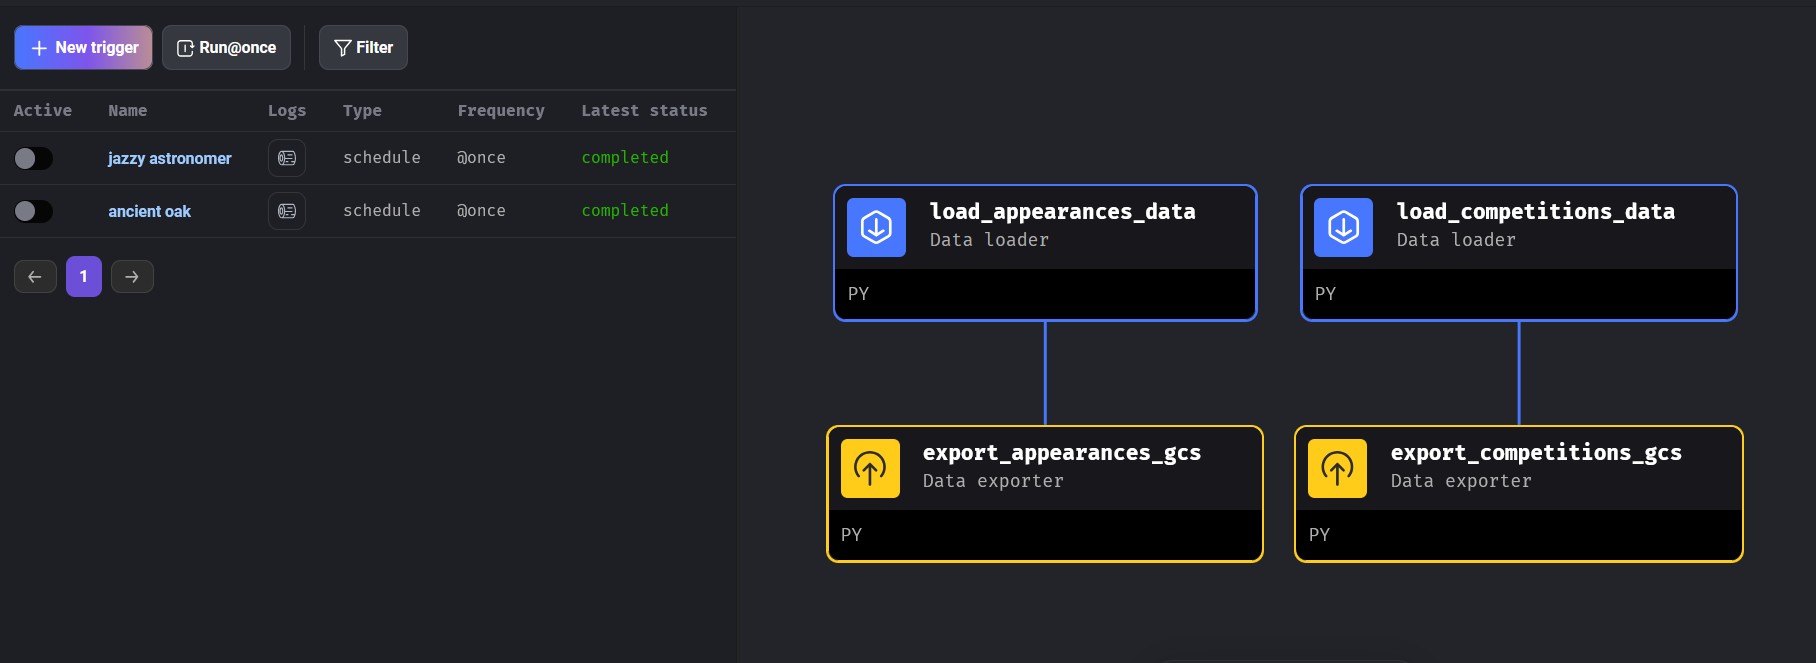 New trigger Run@once Filter
Active Name Logs Type Frequency Latest status
jazzy astronomer schedule @once completed
ancient oak schedule @once completed
1
load_appearances_data
Data loader
PY
load_competitions_data
Data loader
PY
export_appearances_gcs
Data exporter
PY
export_competitions_gcs
Data exporter
PY